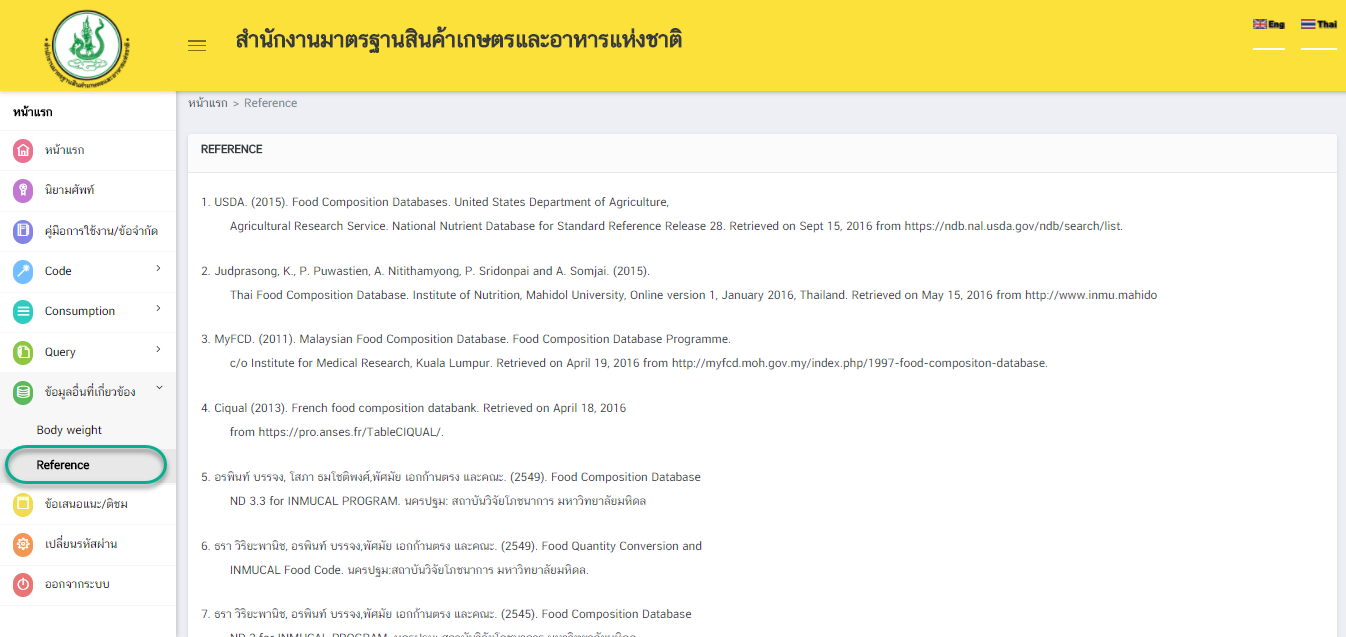 สำนักงานมาตรฐานสินค้าเกษตรและอาหารแห่งชาติ
Eng
Thai
หน้าแรก
หน้าแรก
นิยามศัพท์
คู่มือการใช้งาน/ข้อจำกัด
Code
Consumption
Query
ข้อมูลอื่นที่เกี่ยวข้อง
Body weight
Reference
ข้อเสนอแนะ/ติชม
เปลี่ยนรหัสผ่าน
ออกจากระบบ
หน้าแรก > Reference
REFERENCE
1. USDA. (2015). Food Composition Databases. United States Department of Agriculture,
Agricultural Research Service. National Nutrient Database for Standard Reference Release 28. Retrieved on Sept 15, 2016 from https://ndb.nal.usda.gov/ndb/search/list.
2. Judprasong, K., P. Puwastien, A. Nitithamyong, P. Sridonpai and A. Somjai. (2015).
Thai Food Composition Database. Institute of Nutrition, Mahidol University, Online version 1, January 2016, Thailand. Retrieved on May 15, 2016 from http://www.inmu.mahido
3. MyFCD. (2011). Malaysian Food Composition Database. Food Composition Database Programme.
c/o Institute for Medical Research, Kuala Lumpur. Retrieved on April 19, 2016 from http://myfcd.moh.gov.my/index.php/1997-food-compositon-database.
4. Ciqual (2013). French food composition databank. Retrieved on April 18, 2016
from https://pro.anses.fr/TableCIQUAL/.
5. อรพินท์ บรรจง, โสภา ธมโชติพงศ์,พัศมัย เอกก้านตรง และคณะ. (2549). Food Composition Database
ND 3.3 for INMUCAL PROGRAM. นครปฐม: สถาบันวิจัยโภชนาการ มหาวิทยาลัยมหิดล
6. ธรา วิริยะพานิช, อรพินท์ บรรจง,พัศมัย เอกก้านตรง และคณะ. (2549). Food Quantity Conversion and
INMUCAL Food Code. นครปฐม:สถาบันวิจัยโภชนาการ มหาวิทยาลัยมหิดล.
7. ธรา วิริยะพานิช, อรพินท์ บรรจง,พัศมัย เอกก้านตรง และคณะ. (2545). Food Composition Database